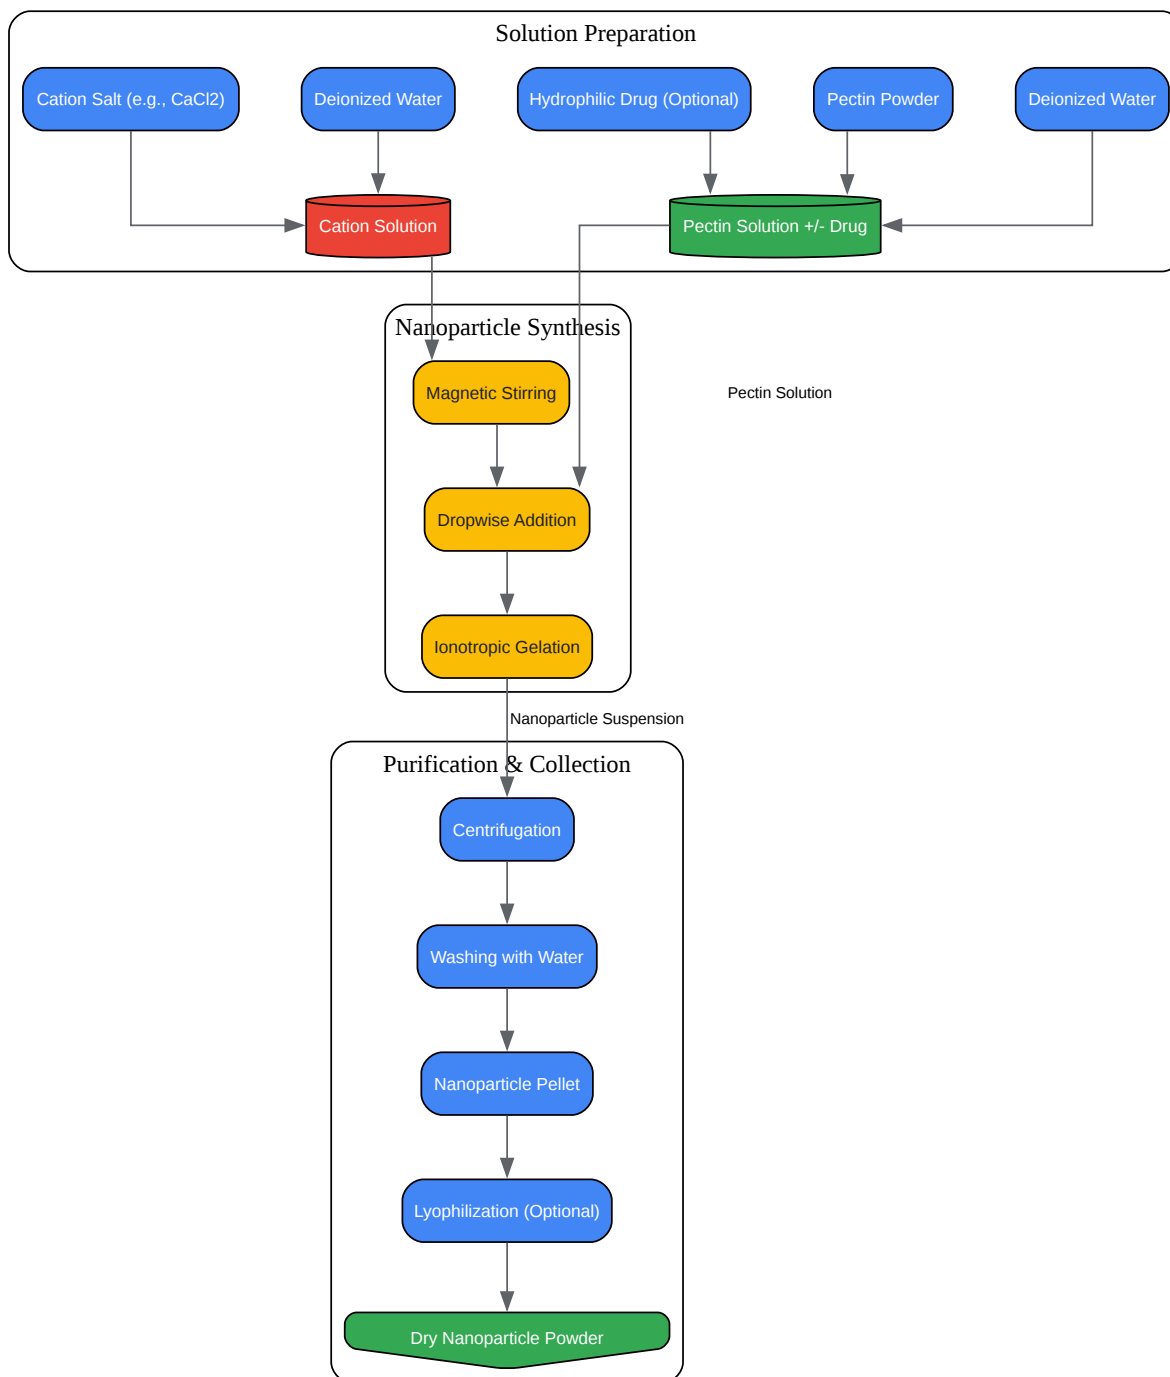 Solution Preparation
Cation Salt (e.g., CaCl2)
Deionized Water
Hydrophilic Drug (Optional)
Pectin Powder
Deionized Water
Cation Solution
Pectin Solution +/- Drug
Nanoparticle Synthesis
Magnetic Stirring
Pectin Solution
Dropwise Addition
Ionotropic Gelation
Nanoparticle Suspension
Purification & Collection
Centrifugation
Washing with Water
Nanoparticle Pellet
Lyophilization (Optional)
Dry Nanoparticle Powder